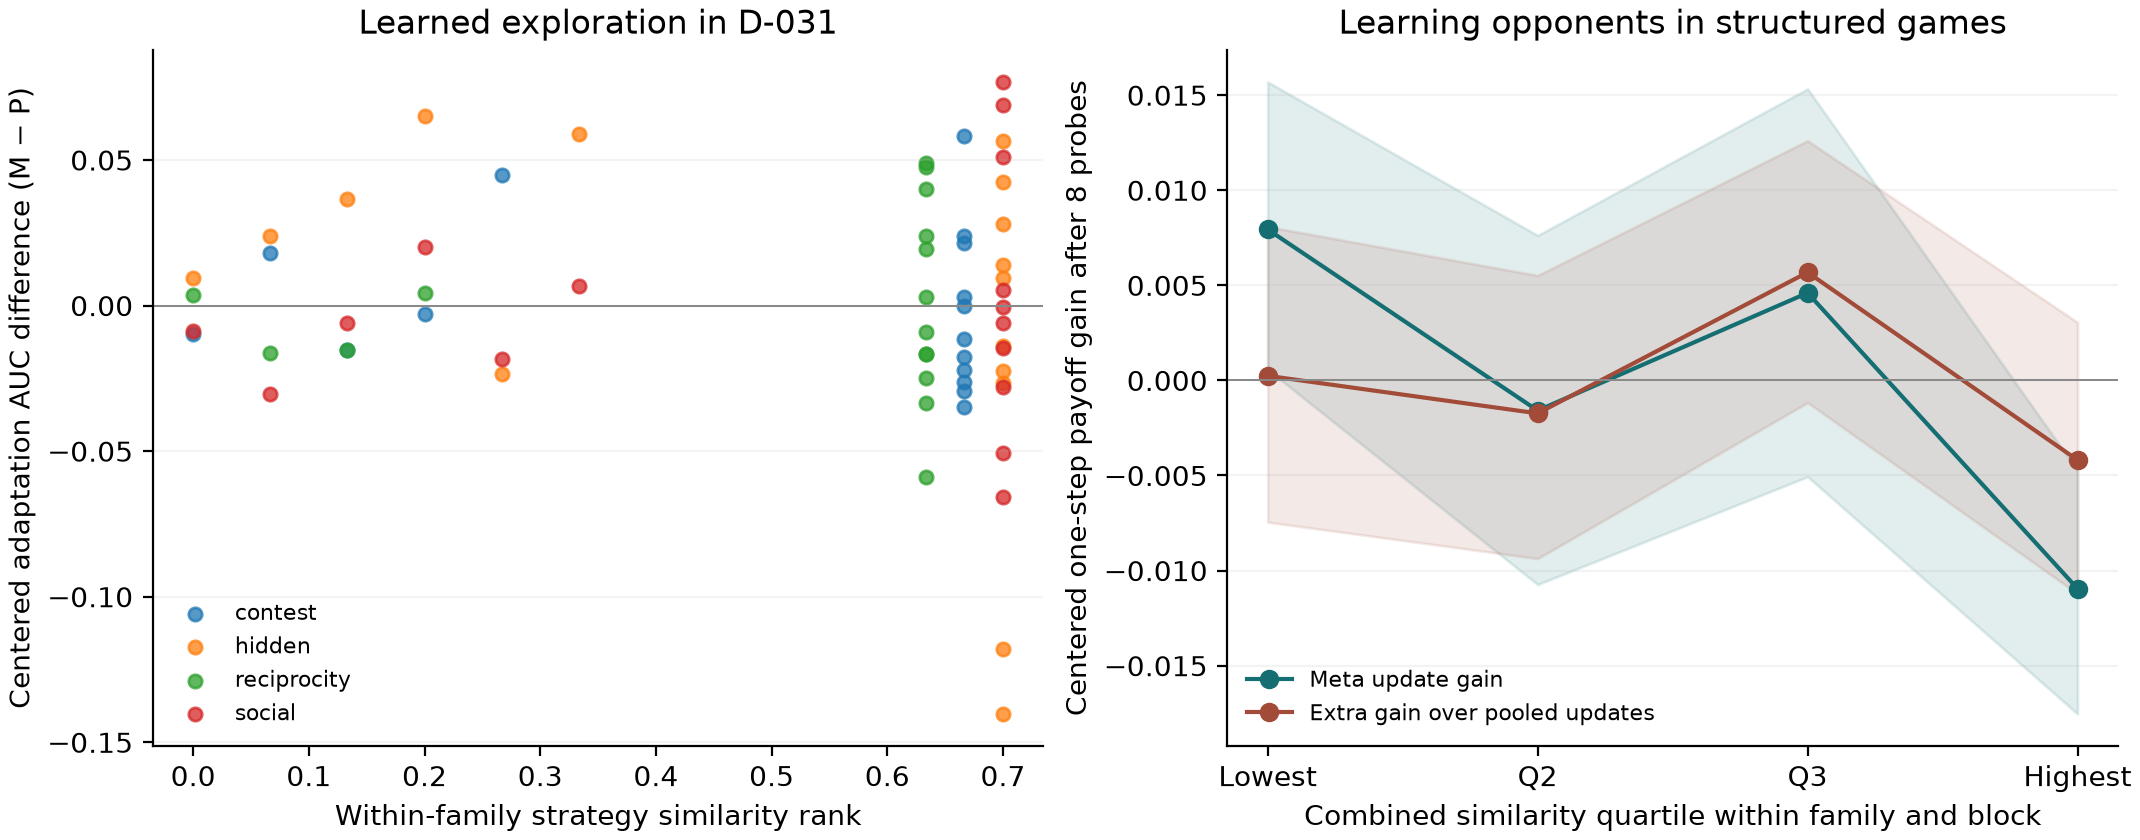 Learned exploration in D-031
Centered adaptation AUC difference (M − P)
0.05
0.00
−0.05
−0.10
−0.15
contest
hidden
reciprocity
social
0.0 0.1 0.2 0.3 0.4 0.5 0.6 0.7
Within-family strategy similarity rank
Learning opponents in structured games
Centered one-step payoff gain after 8 probes
0.015
0.010
0.005
0.000
−0.005
−0.010
−0.015
Meta update gain
Extra gain over pooled updates
Lowest Q2 Q3 Highest
Combined similarity quartile within family and block